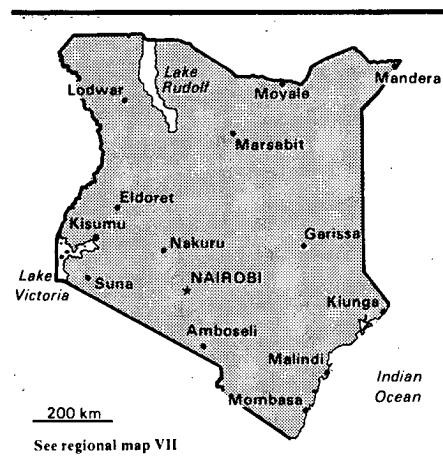 Lake
Rudolf
Lodwar
Moyale
Mandera
Marsabit
Eldoret
Kisumu
Nakuru
Garissa
Lake
Victoria
Suna
NAIROBI
Kiunga
Amboseli
Malindi
Indian
Ocean
Mombasa
200 km
See regional map VII